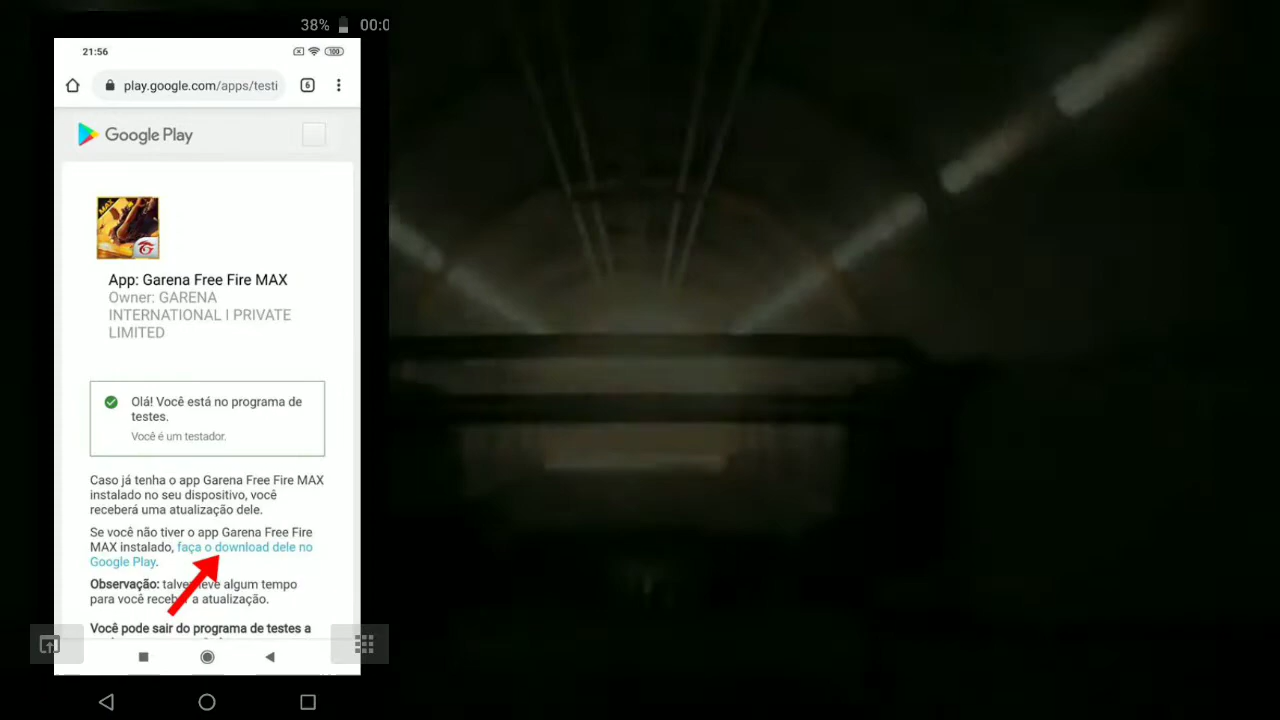 38% 00:0
21:56 100
play.google.com/apps/testi 6
Google Play
MAX
App: Garena Free Fire MAX
Owner: GARENA
INTERNATIONAL I PRIVATE
LIMITED
Olá! Você está no programa de
testes.
Você é um testador.
Caso já tenha o app Garena Free Fire MAX
instalado no seu dispositivo, você
receberá uma atualização dele.
Se você não tiver o app Garena Free Fire
MAX instalado, faça o download dele no
Google Play.
Observação: talvez leve algum tempo
para você receber a atualização.
Você pode sair do programa de testes a